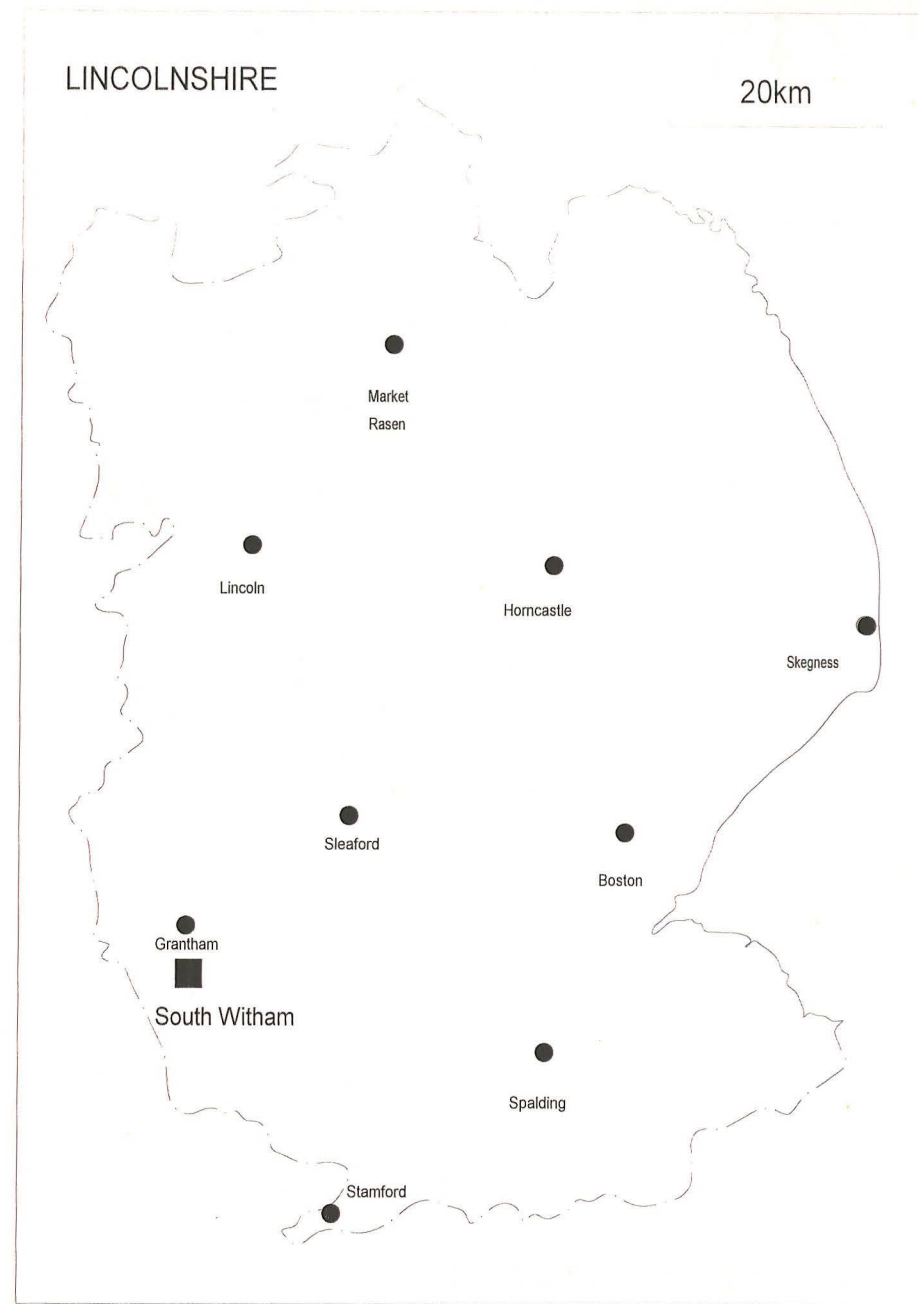 LINCOLNSHIRE
20km
Market
Rasen
Lincoln
Horncastle
Skegness
Sleaford
Boston
Grantham
South Witham
Spalding
Stamford